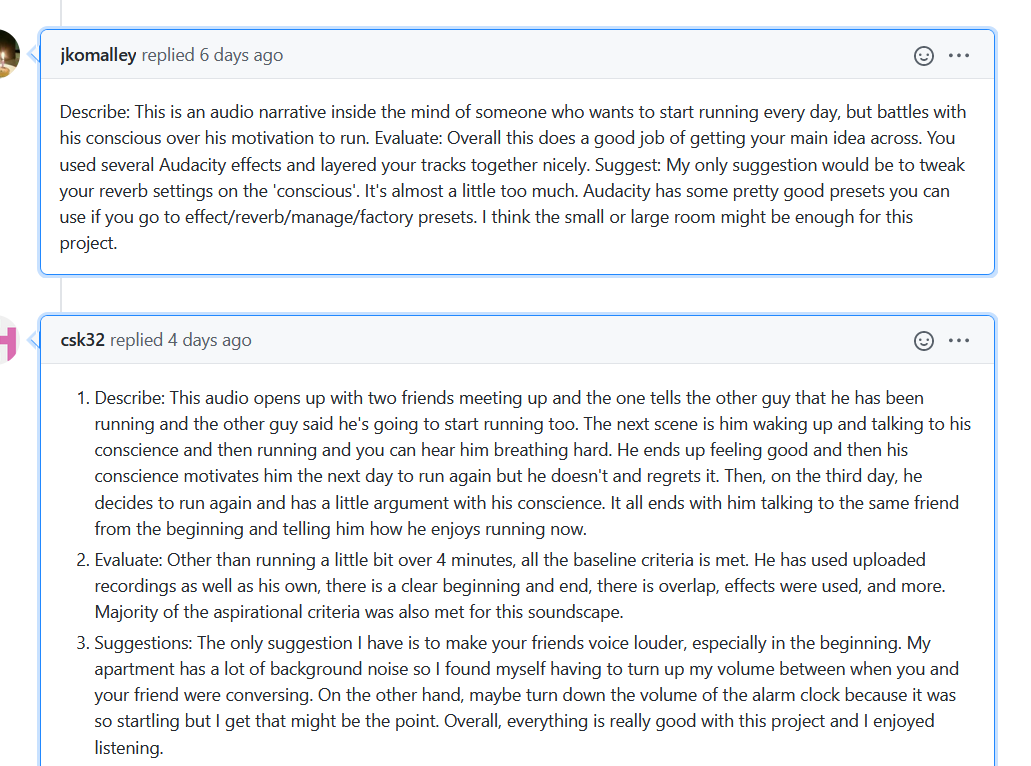 jkomalley replied 6 days ago
Describe: This is an audio narrative inside the mind of someone who wants to start running every day, but battles with
his conscious over his motivation to run. Evaluate: Overall this does a good job of getting your main idea across. You
used several Audacity effects and layered your tracks together nicely. Suggest: My only suggestion would be to tweak
your reverb settings on the 'conscious'. It's almost a little too much. Audacity has some pretty good presets you can
use if you go to effect/reverb/manage/factory presets. I think the small or large room might be enough for this
project.
csk32 replied 4 days ago
1. Describe: This audio opens up with two friends meeting up and the one tells the other guy that he has been
running and the other guy said he's going to start running too. The next scene is him waking up and talking to his
conscience and then running and you can hear him breathing hard. He ends up feeling good and then his
conscience motivates him the next day to run again but he doesn't and regrets it. Then, on the third day, he
decides to run again and has a little argument with his conscience. It all ends with him talking to the same friend
from the beginning and telling him how he enjoys running now.
2. Evaluate: Other than running a little bit over 4 minutes, all the baseline criteria is met. He has used uploaded
recordings as well as his own, there is a clear beginning and end, there is overlap, effects were used, and more.
Majority of the aspirational criteria was also met for this soundscape.
3. Suggestions: The only suggestion I have is to make your friends voice louder, especially in the beginning. My
apartment has a lot of background noise so I found myself having to turn up my volume between when you and
your friend were conversing. On the other hand, maybe turn down the volume of the alarm clock because it was
so startling but I get that might be the point. Overall, everything is really good with this project and I enjoyed
listening.